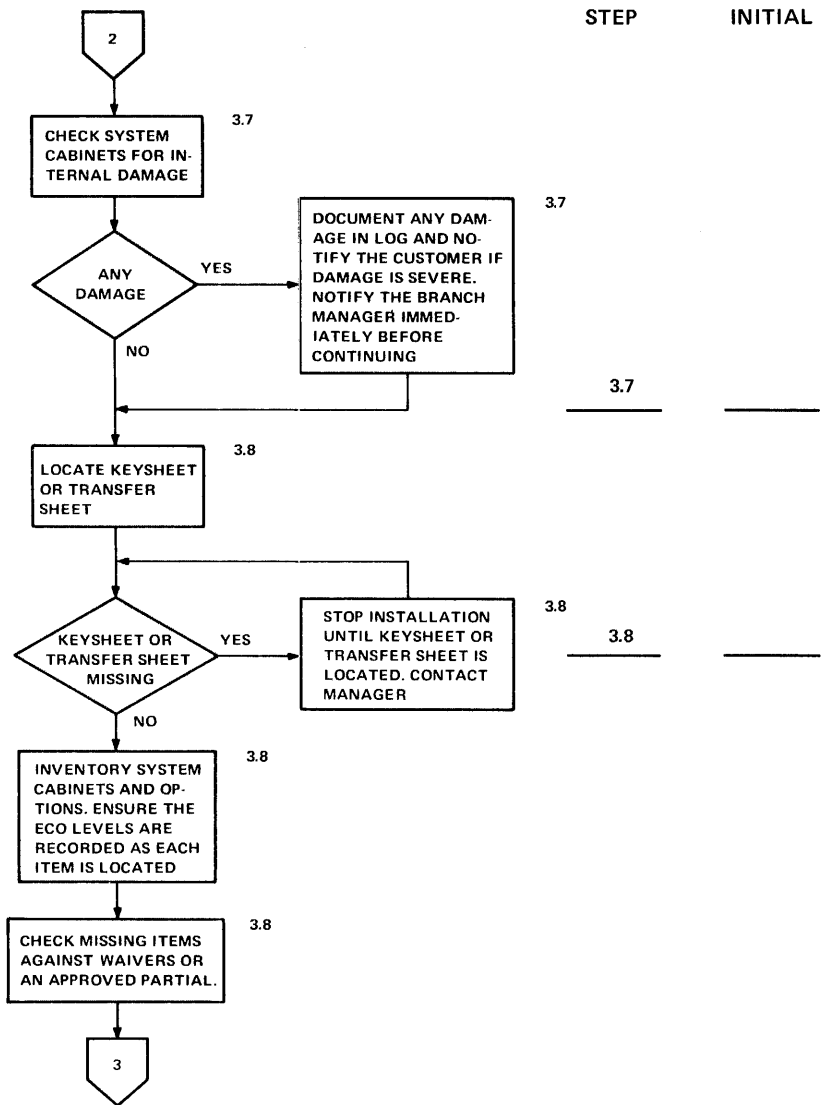 STEP INITIAL
2
3.7
CHECK SYSTEM
CABINETS FOR IN-
TERNAL DAMAGE
3.7
DOCUMENT ANY DAM-
AGE IN LOG AND NO-
TIFY THE CUSTOMER IF
DAMAGE IS SEVERE.
NOTIFY THE BRANCH
MANAGER IMMED-
IATELY BEFORE
CONTINUING
ANY
DAMAGE
YES
NO
3.7
3.8
LOCATE KEYSHEET
OR TRANSFER
SHEET
KEYSHEET OR
TRANSFER SHEET
MISSING
YES
STOP INSTALLATION
UNTIL KEYSHEET OR
TRANSFER SHEET IS
LOCATED. CONTACT
MANAGER
3.8
3.8
NO
3.8
INVENTORY SYSTEM
CABINETS AND OP-
TIONS. ENSURE THE
ECO LEVELS ARE
RECORDED AS EACH
ITEM IS LOCATED
3.8
CHECK MISSING ITEMS
AGAINST WAIVERS OR
AN APPROVED PARTIAL.
3